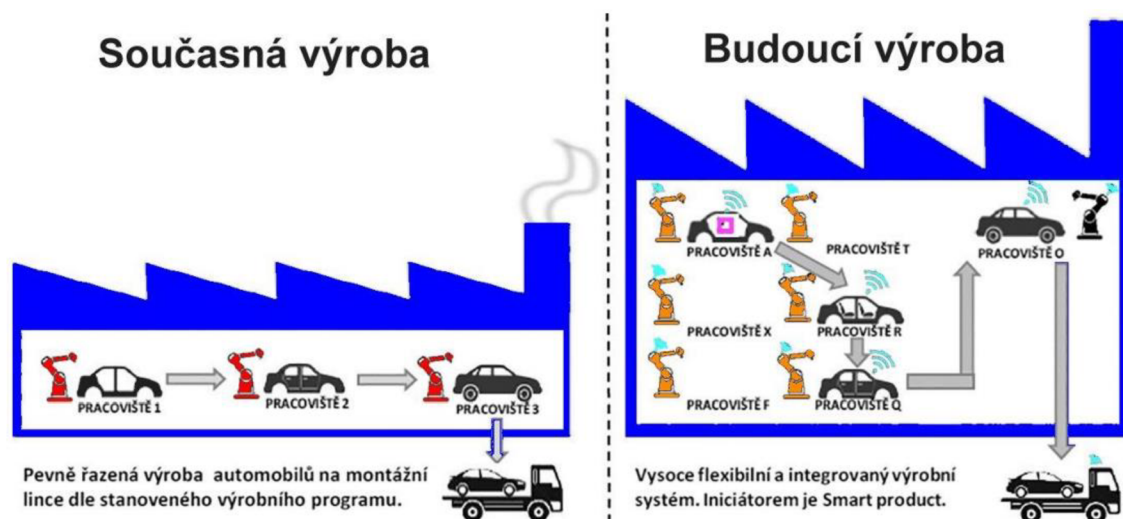 Současná výroba
PRACOVIŠTĚ 1
PRACOVIŠTĚ 2
PRACOVIŠTĚ 3
Pevně řazená výroba automobilů na montážní
lince dle stanoveného výrobního programu.
Budoucí výroba
PRACOVIŠTĚ A
PRACOVIŠTĚ T
PRACOVIŠTĚ O
PRACOVIŠTĚ X
PRACOVIŠTĚ R
PRACOVIŠTĚ F
PRACOVIŠTĚ Q
Vysoce flexibilní a integrovaný výrobní
systém. Iniciátorem je Smart product.